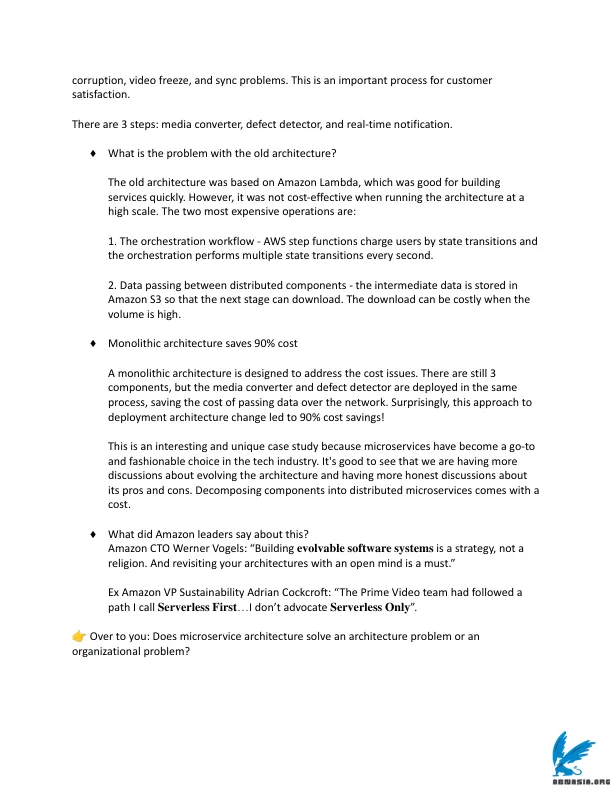 corruption, video freeze, and sync problems. This is an important process for customer
satisfaction.
There are 3 steps: media converter, defect detector, and real-time notification.
♦ What is the problem with the old architecture?
The old architecture was based on Amazon Lambda, which was good for building
services quickly. However, it was not cost-effective when running the architecture at a
high scale. The two most expensive operations are:
1. The orchestration workflow - AWS step functions charge users by state transitions and
the orchestration performs multiple state transitions every second.
2. Data passing between distributed components - the intermediate data is stored in
Amazon S3 so that the next stage can download. The download can be costly when the
volume is high.
♦ Monolithic architecture saves 90% cost
A monolithic architecture is designed to address the cost issues. There are still 3
components, but the media converter and defect detector are deployed in the same
process, saving the cost of passing data over the network. Surprisingly, this approach to
deployment architecture change led to 90% cost savings!
This is an interesting and unique case study because microservices have become a go-to
and fashionable choice in the tech industry. It's good to see that we are having more
discussions about evolving the architecture and having more honest discussions about
its pros and cons. Decomposing components into distributed microservices comes with a
cost.
♦ What did Amazon leaders say about this?
Amazon CTO Werner Vogels: “Building evolvable software systems is a strategy, not a
religion. And revisiting your architectures with an open mind is a must.”
Ex Amazon VP Sustainability Adrian Cockcroft: “The Prime Video team had followed a
path I call Serverless First…I don’t advocate Serverless Only”.
👉 Over to you: Does microservice architecture solve an architecture problem or an
organizational problem?
ABNASIA.ORG